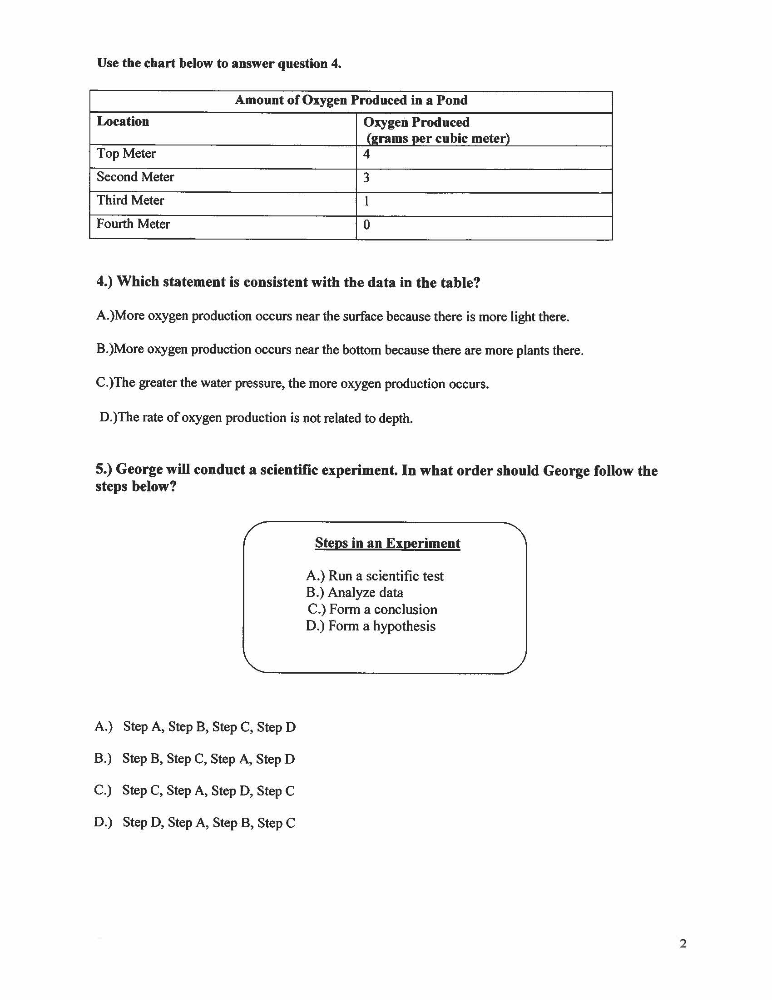 Use the chart below to answer question 4.
Amount of Oxygen Produced in a Pond
Location
Oxygen Produced
(grams per cubic meter)
Top Meter 4
Second Meter 3
Third Meter 1
Fourth Meter 0
4.) Which statement is consistent with the data in the table?
A.)More oxygen production occurs near the surface because there is more light there.
B.)More oxygen production occurs near the bottom because there are more plants there.
C.)The greater the water pressure, the more oxygen production occurs.
D.)The rate of oxygen production is not related to depth.
5.) George will conduct a scientific experiment. In what order should George follow the
steps below?
Steps in an Experiment
A.) Run a scientific test
B.) Analyze data
C.) Form a conclusion
D.) Form a hypothesis
A.) Step A, Step B, Step C, Step D
B.) Step B, Step C, Step A, Step D
C.) Step C, Step A, Step D, Step C
D.) Step D, Step A, Step B, Step C
2